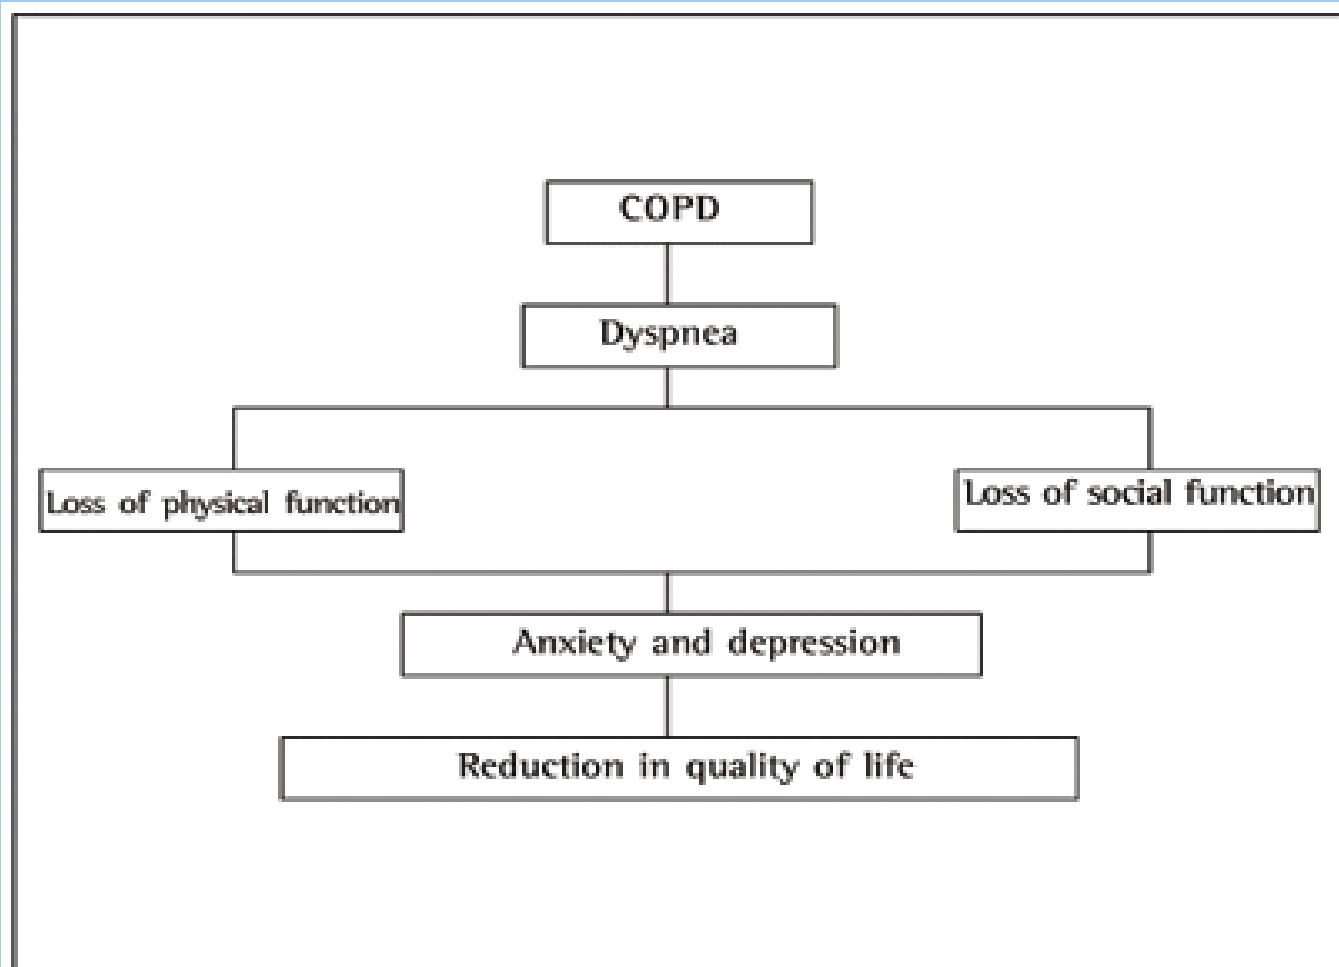 COPD
Dyspnea
Loss of physical function
Loss of social function
Anxiety and depression
Reduction in quality of life